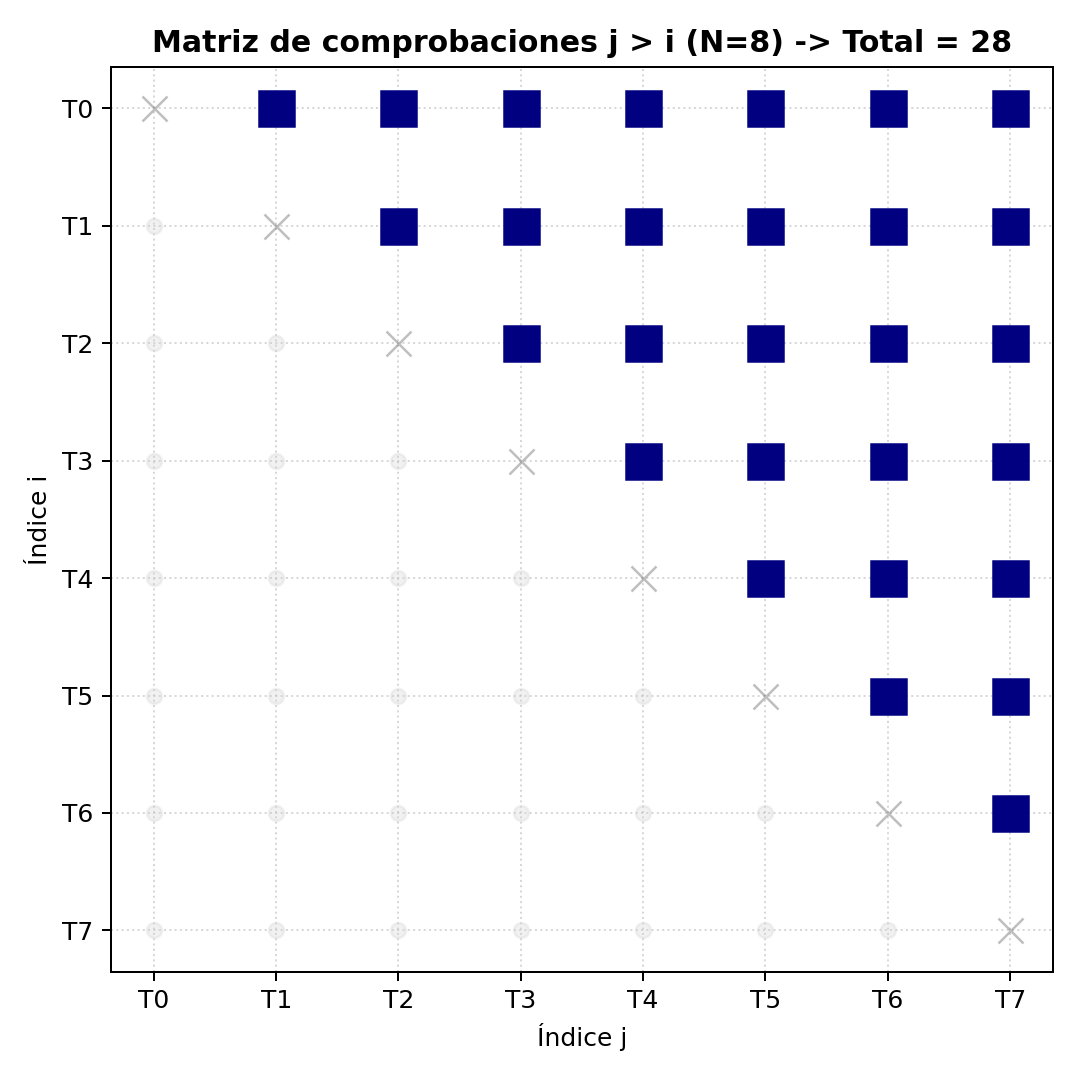 Matriz de comprobaciones j > i (N=8) -> Total = 28
T0
T1
T2
T3
T4
T5
T6
T7
Índice i
T0 T1 T2 T3 T4 T5 T6 T7
Índice j